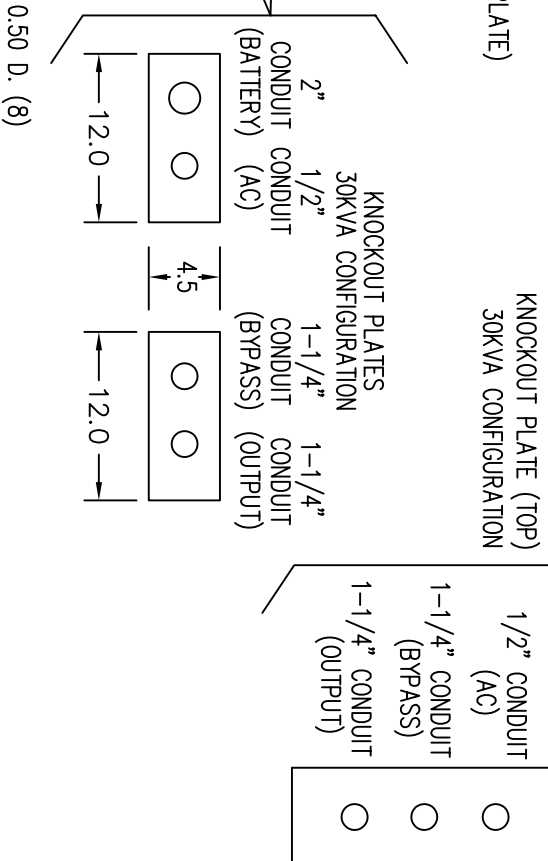 PLATE)
0.50 D. (8)
KNOCKOUT PLATE (TOP)
30KVA CONFIGURATION
1/2" CONDUIT
(AC)
1-1/4" CONDUIT
(BYPASS)
1-1/4" CONDUIT
(OUTPUT)
KNOCKOUT PLATES
30KVA CONFIGURATION
2"
CONDUIT
(BATTERY)
1/2"
CONDUIT
(AC)
1-1/4"
CONDUIT
(BYPASS)
1-1/4"
CONDUIT
(OUTPUT)
4.5
12.0
12.0